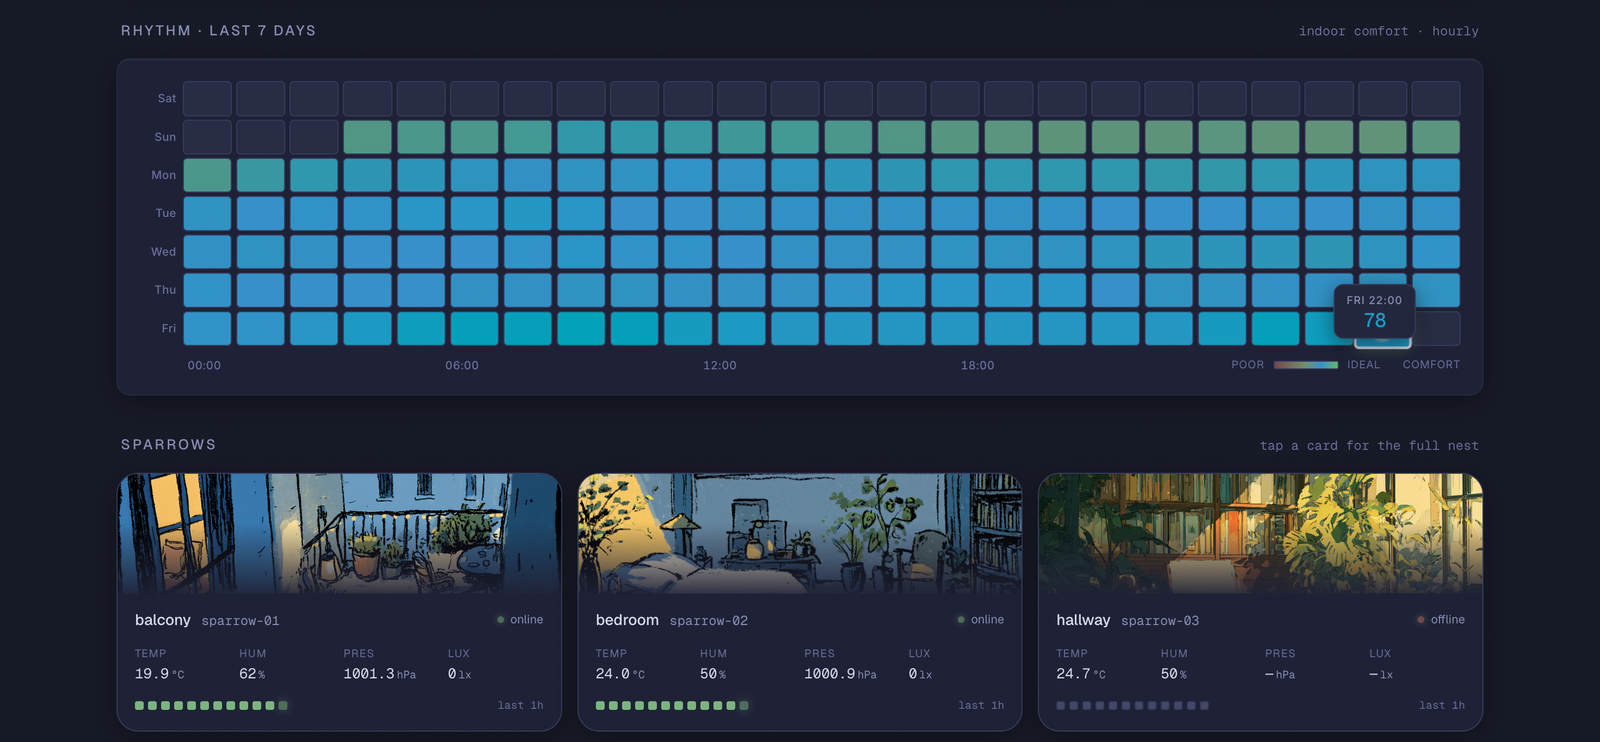 RHYTHM · LAST 7 DAYS
indoor comfort · hourly
Sat
Sun
Mon
Tue
Wed
Thu
Fri
FRI 22:00
78
00:00 06:00 12:00 18:00
POOR IDEAL COMFORT
SPARROWS
tap a card for the full nest
balcony sparrow-01 online
TEMP HUM PRES LUX
19.9 °C 62 % 1001.3 hPa 0 lx
last 1h
bedroom sparrow-02 online
TEMP HUM PRES LUX
24.0 °C 50 % 1000.9 hPa 0 lx
last 1h
hallway sparrow-03 offline
TEMP HUM PRES LUX
24.7 °C 50 % — hPa — lx
last 1h